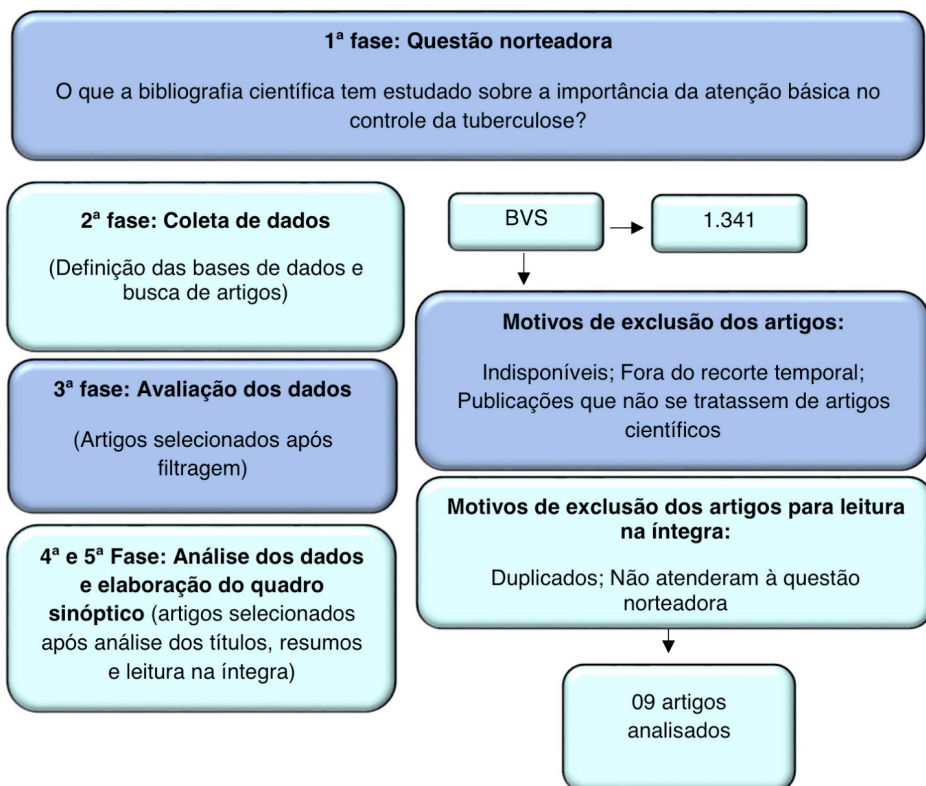 1ª fase: Questão norteadora
O que a bibliografia científica tem estudado sobre a importância da atenção básica no
controle da tuberculose?
2ª fase: Coleta de dados
(Definição das bases de dados e
busca de artigos)
BVS
1.341
Motivos de exclusão dos artigos:
Indisponíveis; Fora do recorte temporal;
Publicações que não se tratassem de artigos
científicos
3ª fase: Avaliação dos dados
(Artigos selecionados após
filtragem)
Motivos de exclusão dos artigos para leitura
na íntegra:
Duplicados; Não atenderam à questão
norteadora
4ª e 5ª Fase: Análise dos dados
e elaboração do quadro
sinóptico (artigos selecionados
após análise dos títulos, resumos
e leitura na íntegra)
09 artigos
analisados